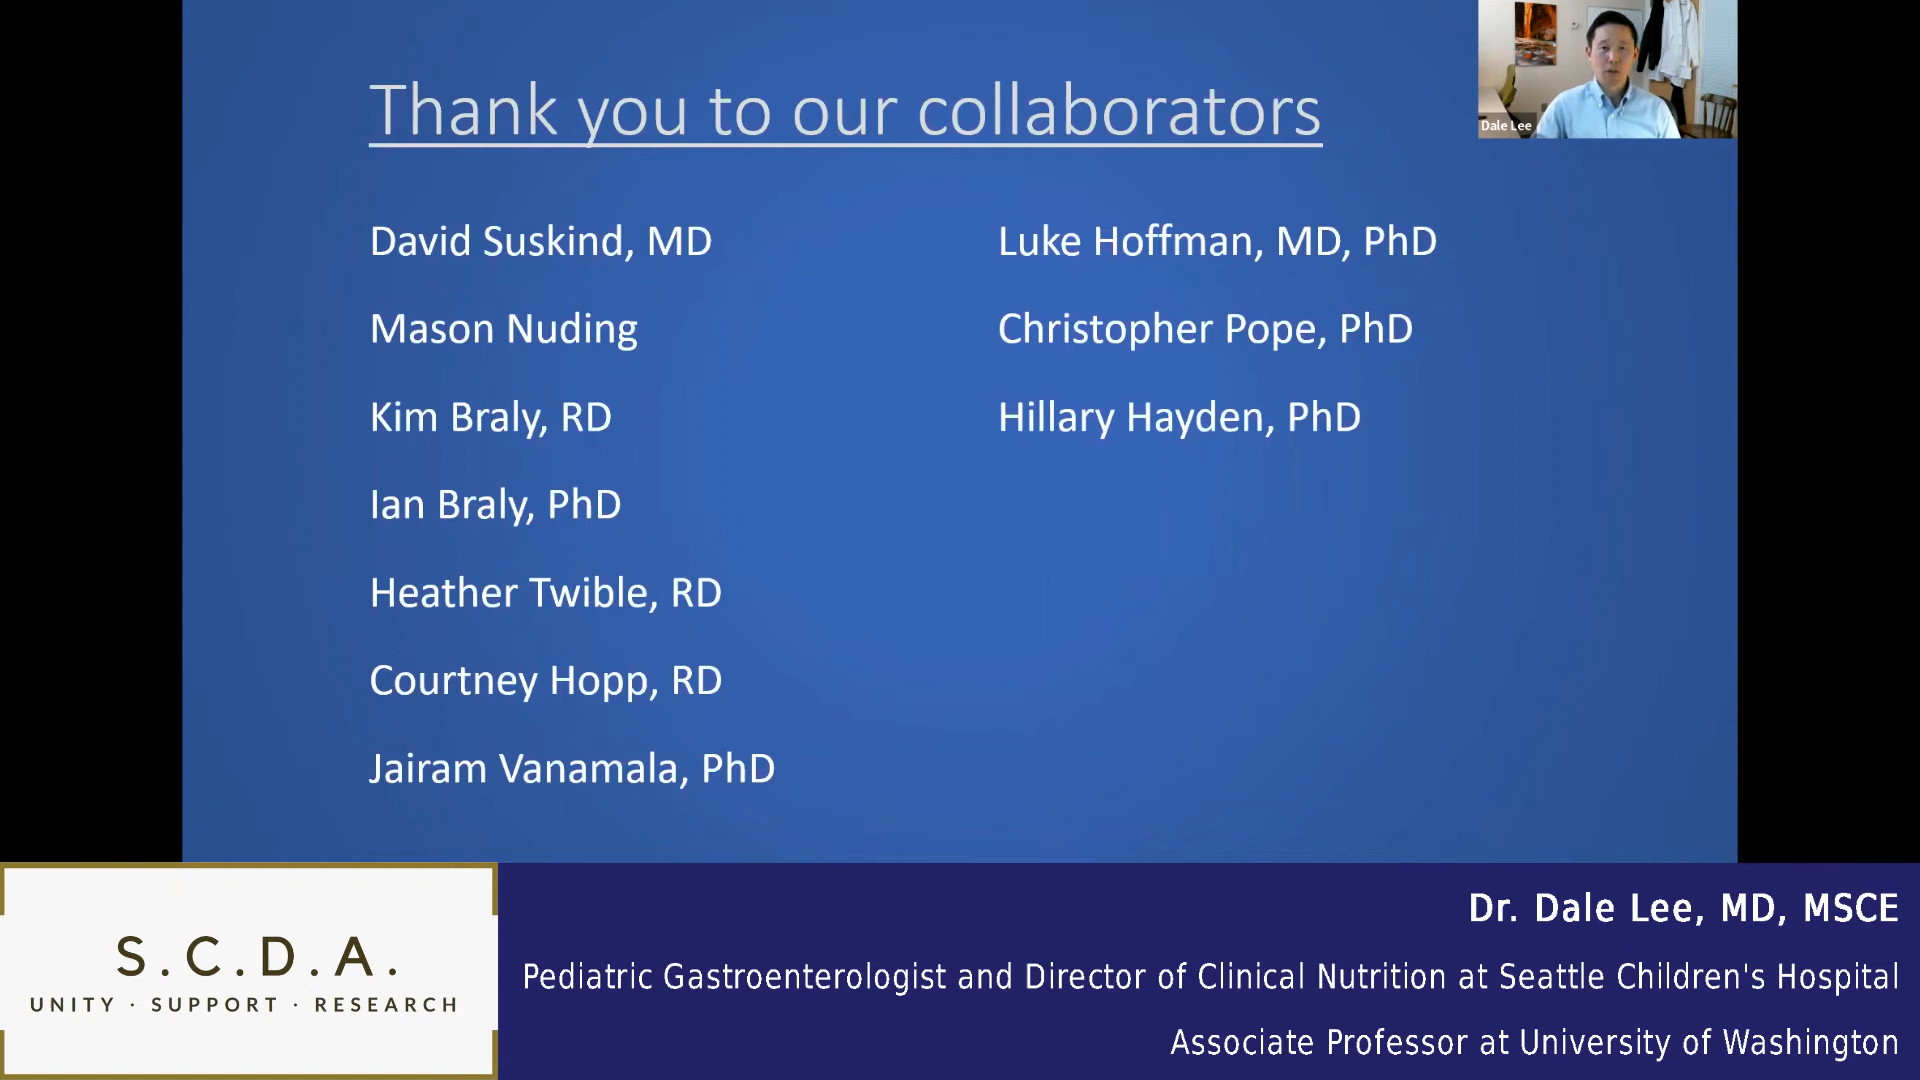 Thank you to our collaborators
David Suskind, MD
Mason Nuding
Kim Braly, RD
Ian Braly, PhD
Heather Twible, RD
Courtney Hopp, RD
Jairam Vanamala, PhD
Luke Hoffman, MD, PhD
Christopher Pope, PhD
Hillary Hayden, PhD
Dale Lee
S.C.D.A.
UNITY · SUPPORT · RESEARCH
Dr. Dale Lee, MD, MSCE
Pediatric Gastroenterologist and Director of Clinical Nutrition at Seattle Children's Hospital
Associate Professor at University of Washington